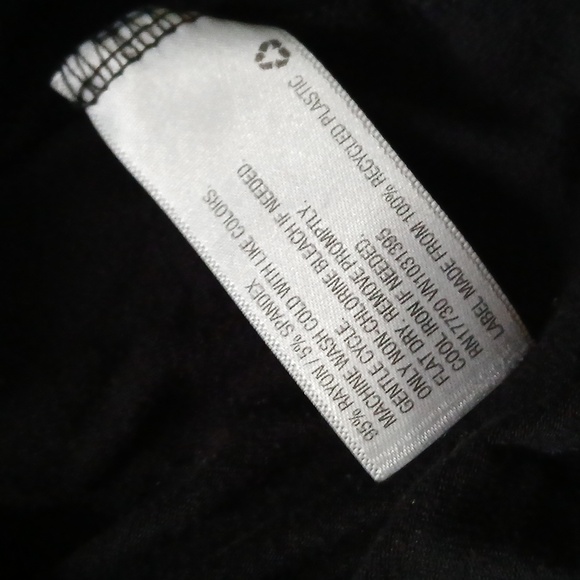 95% RAYON / 5% SPANDEX
MACHINE WASH COLD WITH LIKE COLORS
GENTLE CYCLE.
ONLY NON-CHLORINE BLEACH IF NEEDED.
FLAT DRY. REMOVE PROMPTLY.
COOL IRON IF NEEDED.
RN17730 VN1031395
LABEL MADE FROM 100% RECYCLED PLASTIC